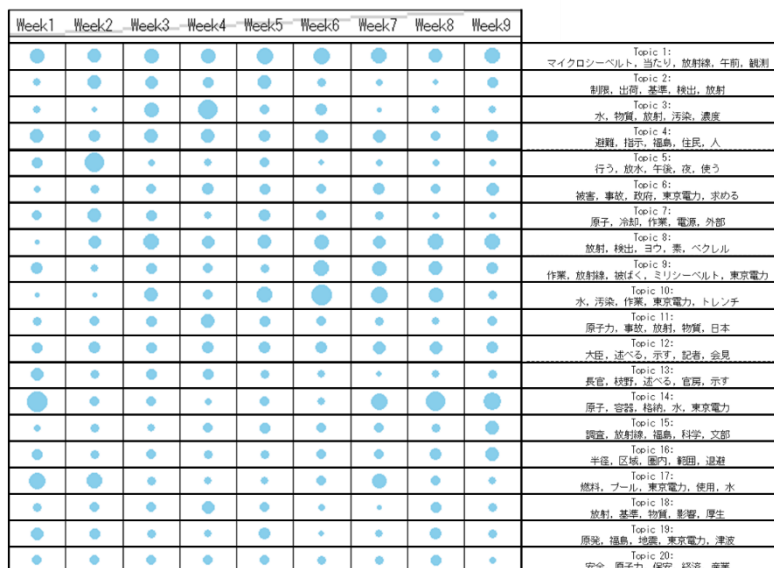 Week1 Week2 Week3 Week4 Week5 Week6 Week7 Week8 Week9
Topic 1:
マイクロシーベルト, 当たり, 放射線, 午前, 観測
Topic 2:
制限, 出荷, 基準, 検出, 放射
Topic 3:
水, 物質, 放射, 汚染, 濃度
Topic 4:
避難, 指示, 福島, 住民, 人
Topic 5:
行う, 放水, 午後, 夜, 使う
Topic 6:
被害, 事故, 政府, 東京電力, 求める
Topic 7:
原子, 冷却, 作業, 電源, 外部
Topic 8:
放射, 検出, ヨウ, 素, ベクレル
Topic 9:
作業, 放射線, 被ばく, ミリシーベルト, 東京電力
Topic 10:
水, 汚染, 作業, 東京電力, トレンチ
Topic 11:
原子力, 事故, 放射, 物質, 日本
Topic 12:
大臣, 述べる, 示す, 記者, 会見
Topic 13:
長官, 枝野, 述べる, 官房, 示す
Topic 14:
原子, 容器, 格納, 水, 東京電力
Topic 15:
調査, 放射線, 福島, 科学, 文部
Topic 16:
半径, 区域, 圏内, 範囲, 退避
Topic 17:
燃料, プール, 東京電力, 使用, 水
Topic 18:
放射, 基準, 物質, 影響, 厚生
Topic 19:
原発, 福島, 地震, 東京電力, 津波
Topic 20:
安全, 原子力, 保安, 経済, 産業